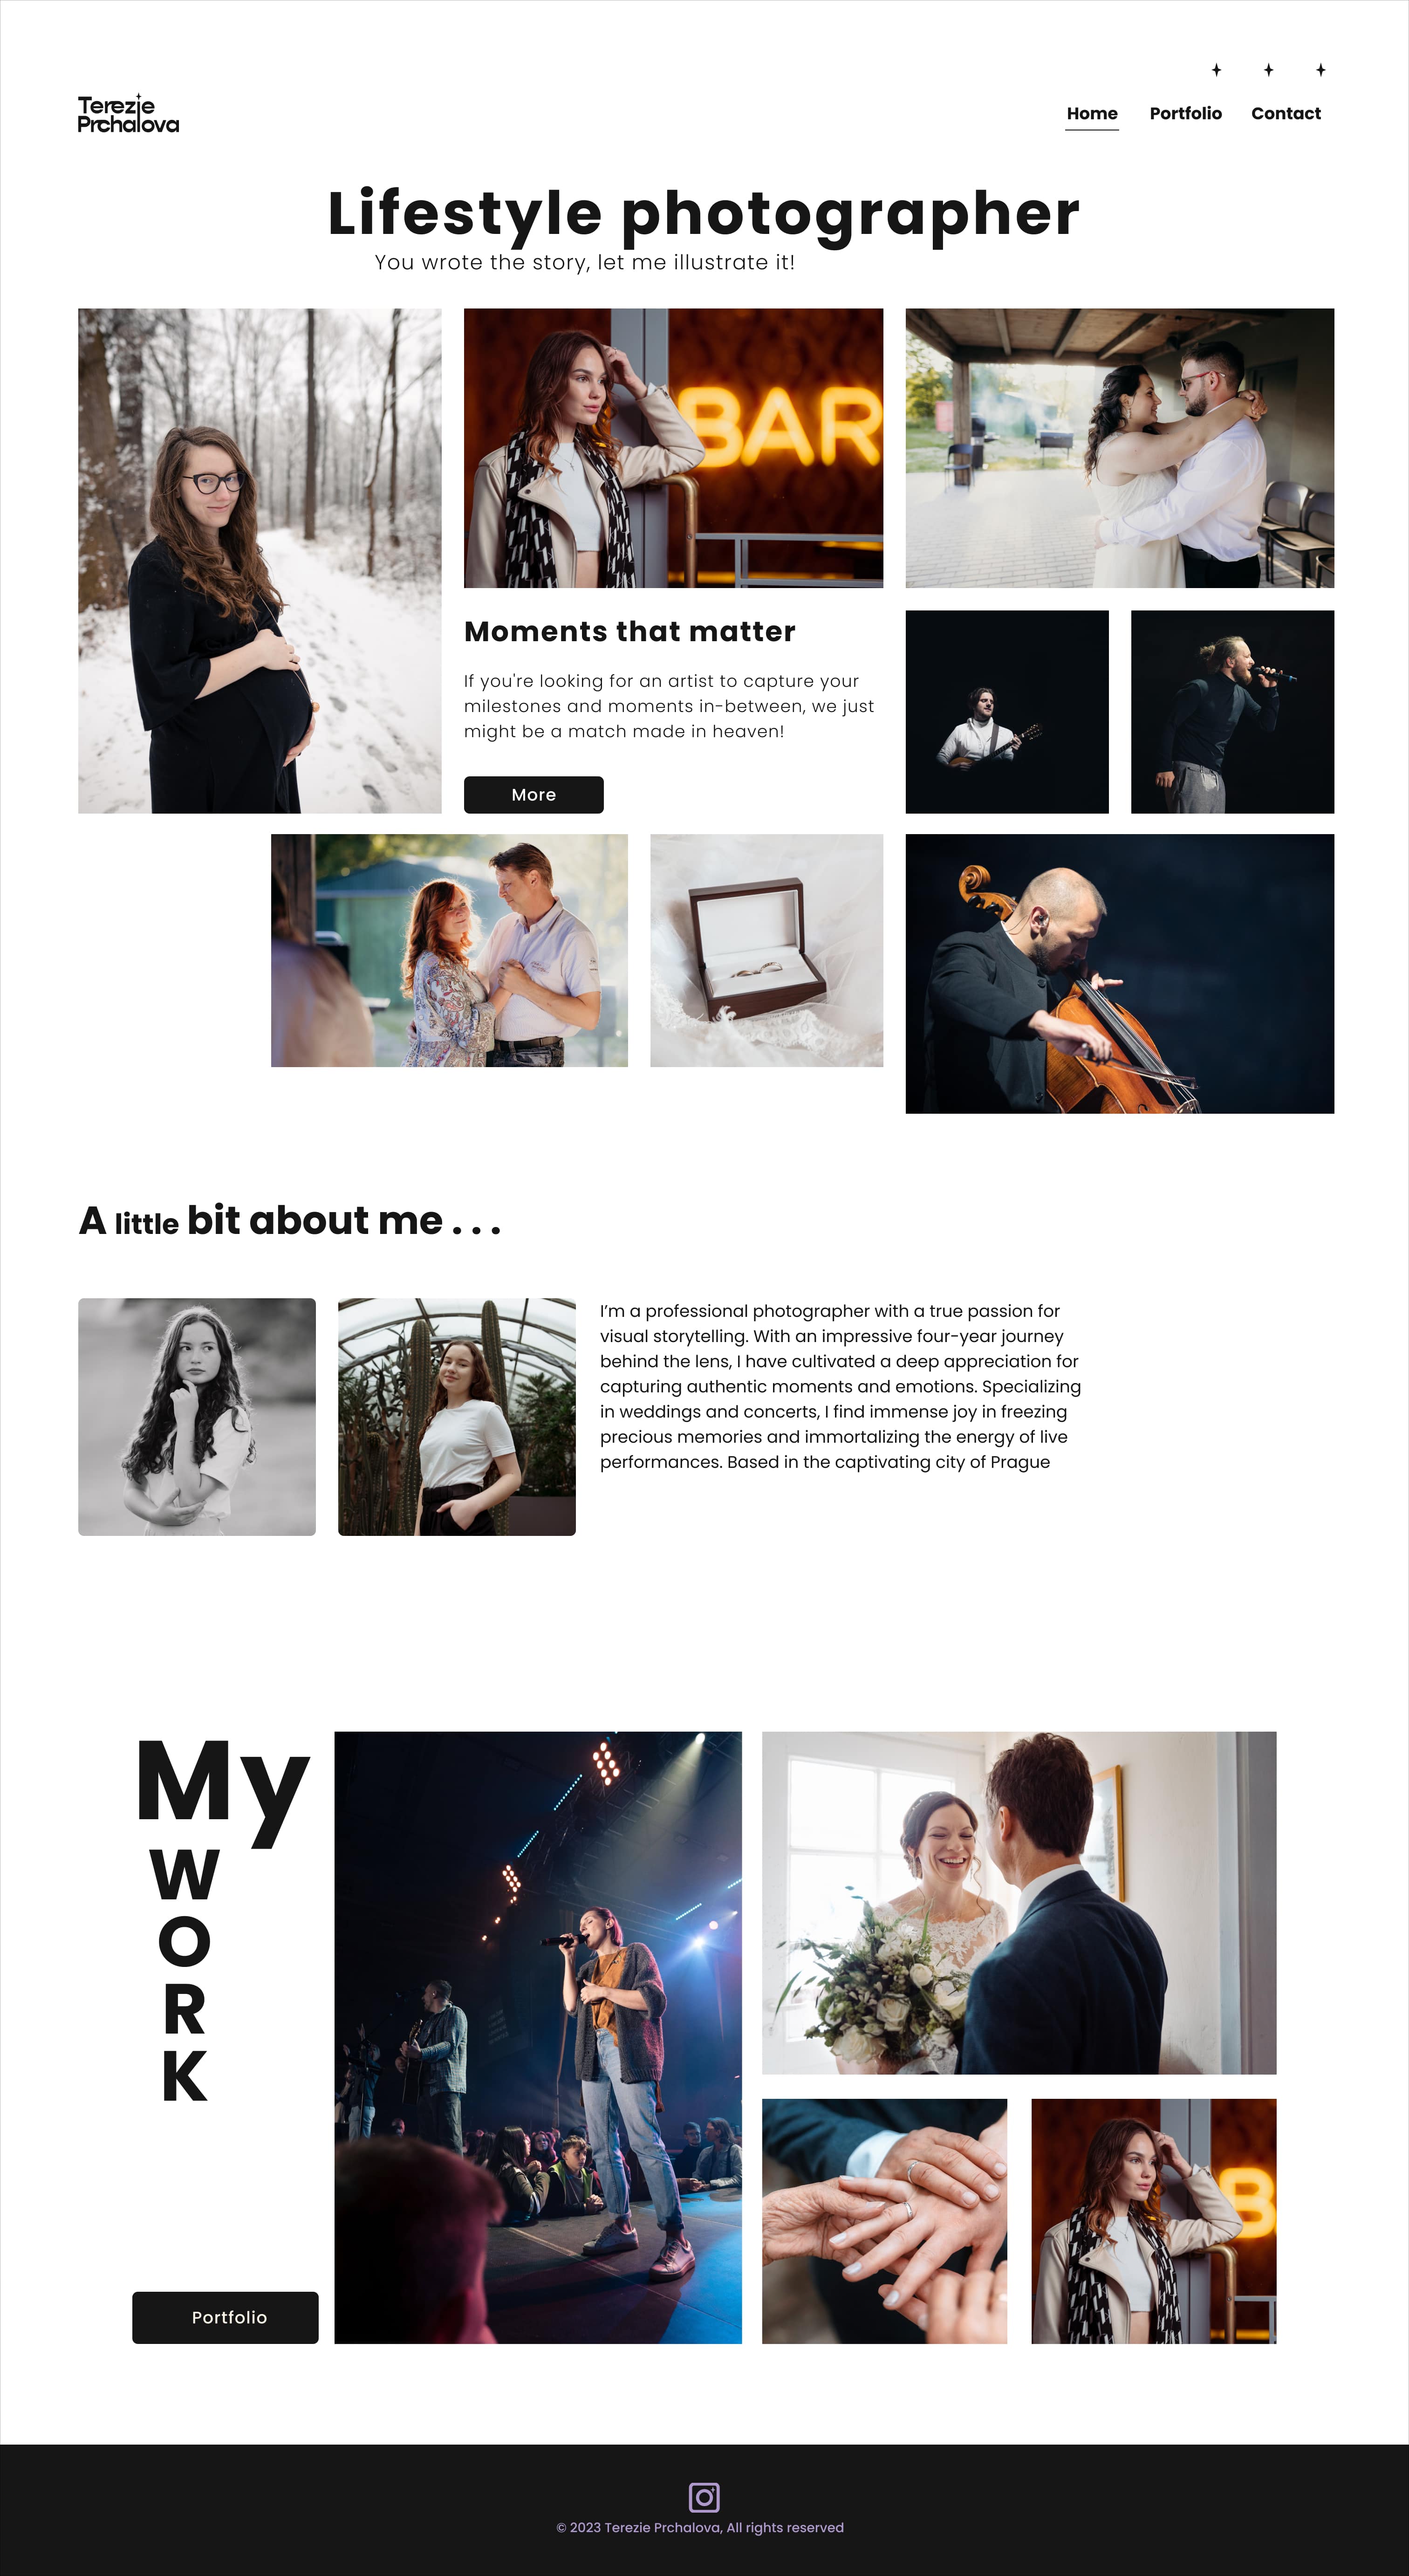 Terezie
Prchalova
Home Portfolio Contact
Lifestyle photographer
You wrote the story, let me illustrate it!
BAR
Moments that matter
If you're looking for an artist to capture your
milestones and moments in-between, we just
might be a match made in heaven!
More
A little bit about me . . .
I’m a professional photographer with a true passion for
visual storytelling. With an impressive four-year journey
behind the lens, I have cultivated a deep appreciation for
capturing authentic moments and emotions. Specializing
in weddings and concerts, I find immense joy in freezing
precious memories and immortalizing the energy of live
performances. Based in the captivating city of Prague
My
W
O
R
K
B
Portfolio
© 2023 Terezie Prchalova, All rights reserved